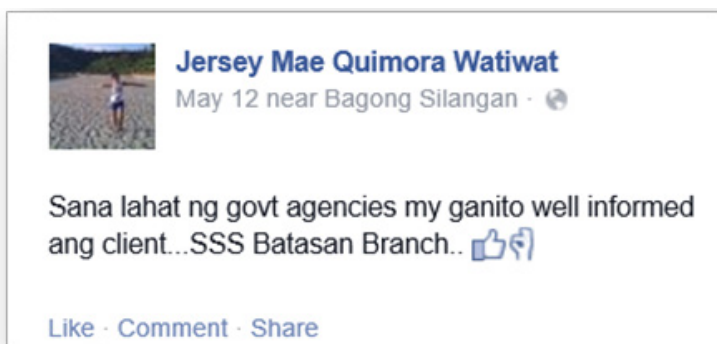 Jersey Mae Quimora Watiwat
May 12 near Bagong Silangan ·
Sana lahat ng govt agencies my ganito well informed
ang client...SSS Batasan Branch..
Like · Comment · Share